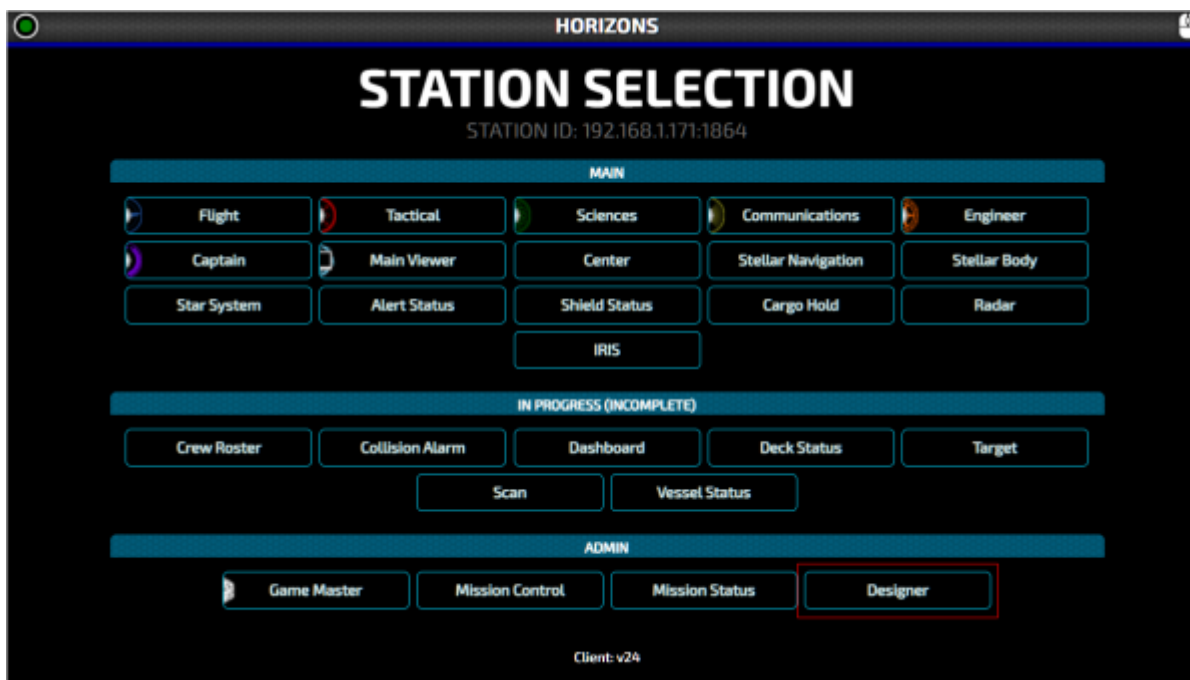 HORIZONS
STATION SELECTION
STATION ID: 192.168.1.171:1864
MAIN
Flight Tactical Sciences Communications Engineer
Captain Main Viewer Center Stellar Navigation Stellar Body
Star System Alert Status Shield Status Cargo Hold Radar
IRIS
IN PROGRESS (INCOMPLETE)
Crew Roster Collision Alarm Dashboard Deck Status Target
Scan Vessel Status
ADMIN
Game Master Mission Control Mission Status Designer
Client: v24